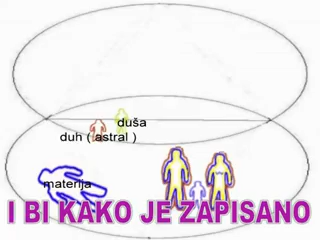 duša
duh ( astral )
materija
I BI KAKO JE ZAPISANO